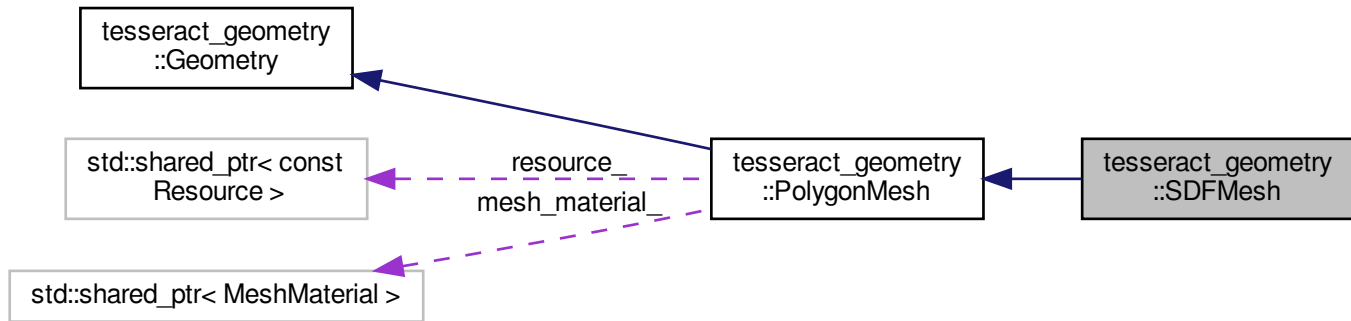 tesseract_geometry
::Geometry
std::shared_ptr< const
Resource >
resource_
mesh_material_
tesseract_geometry
::PolygonMesh
tesseract_geometry
::SDFMesh
std::shared_ptr< MeshMaterial >